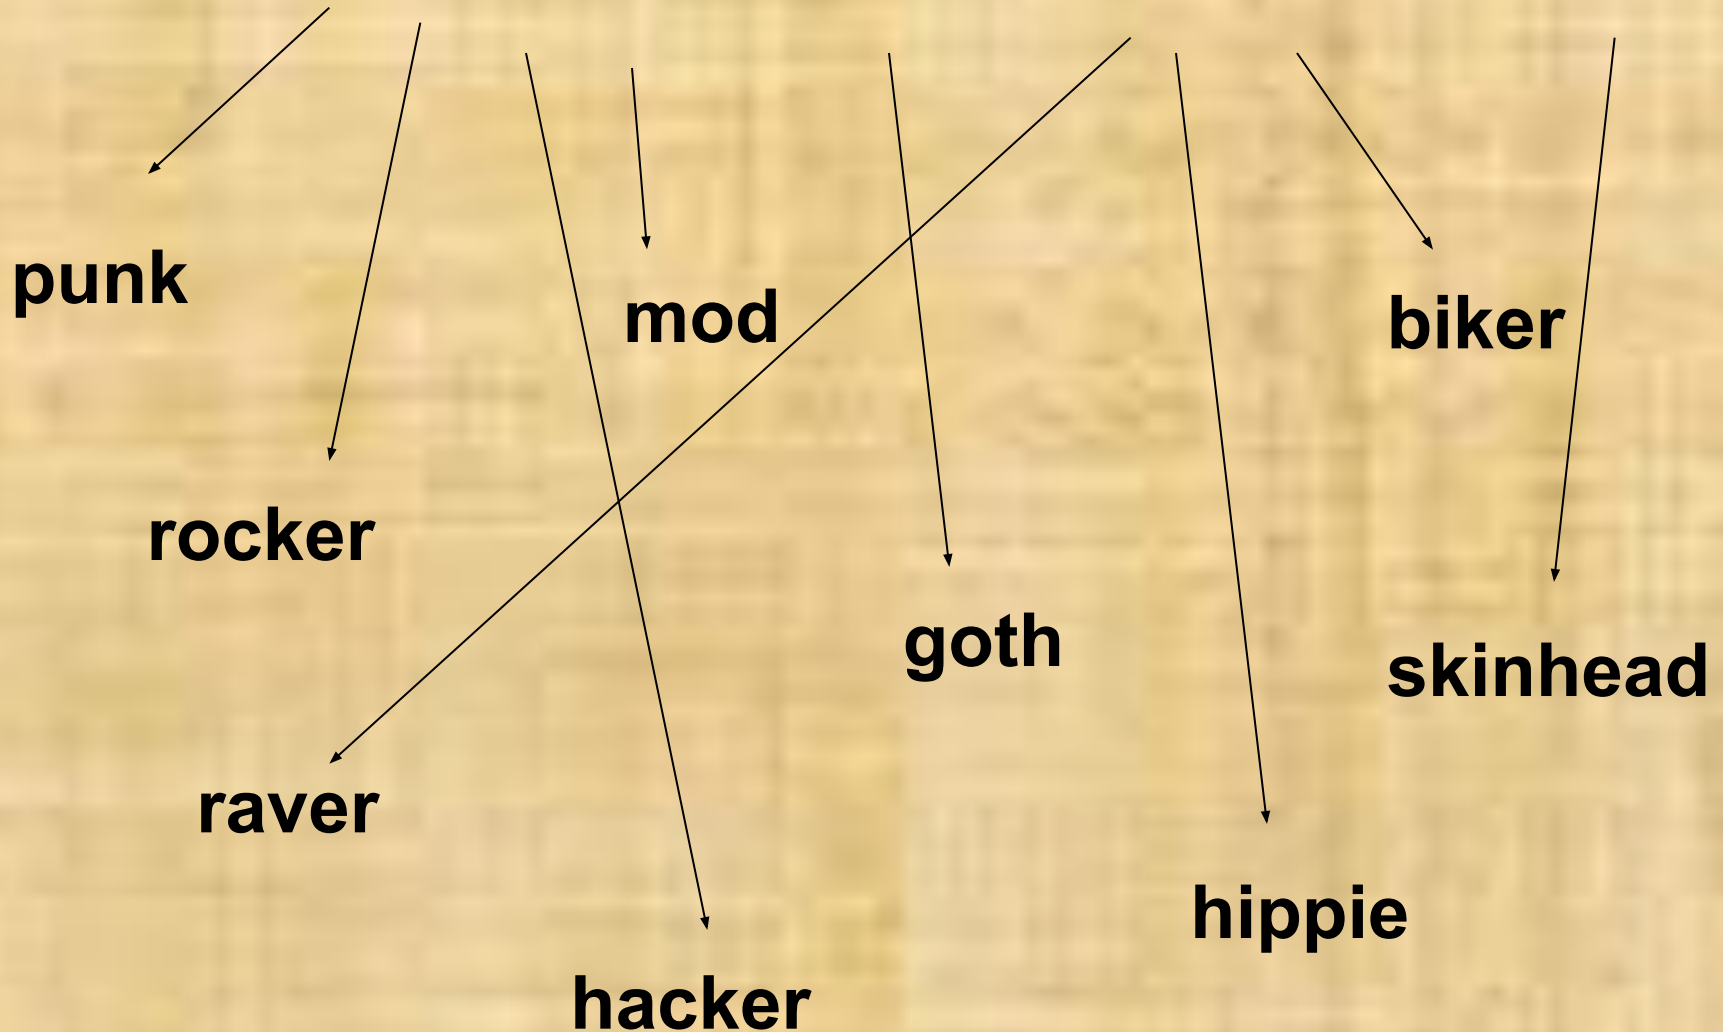 punk
mod
biker
rocker
goth
skinhead
raver
hippie
hacker